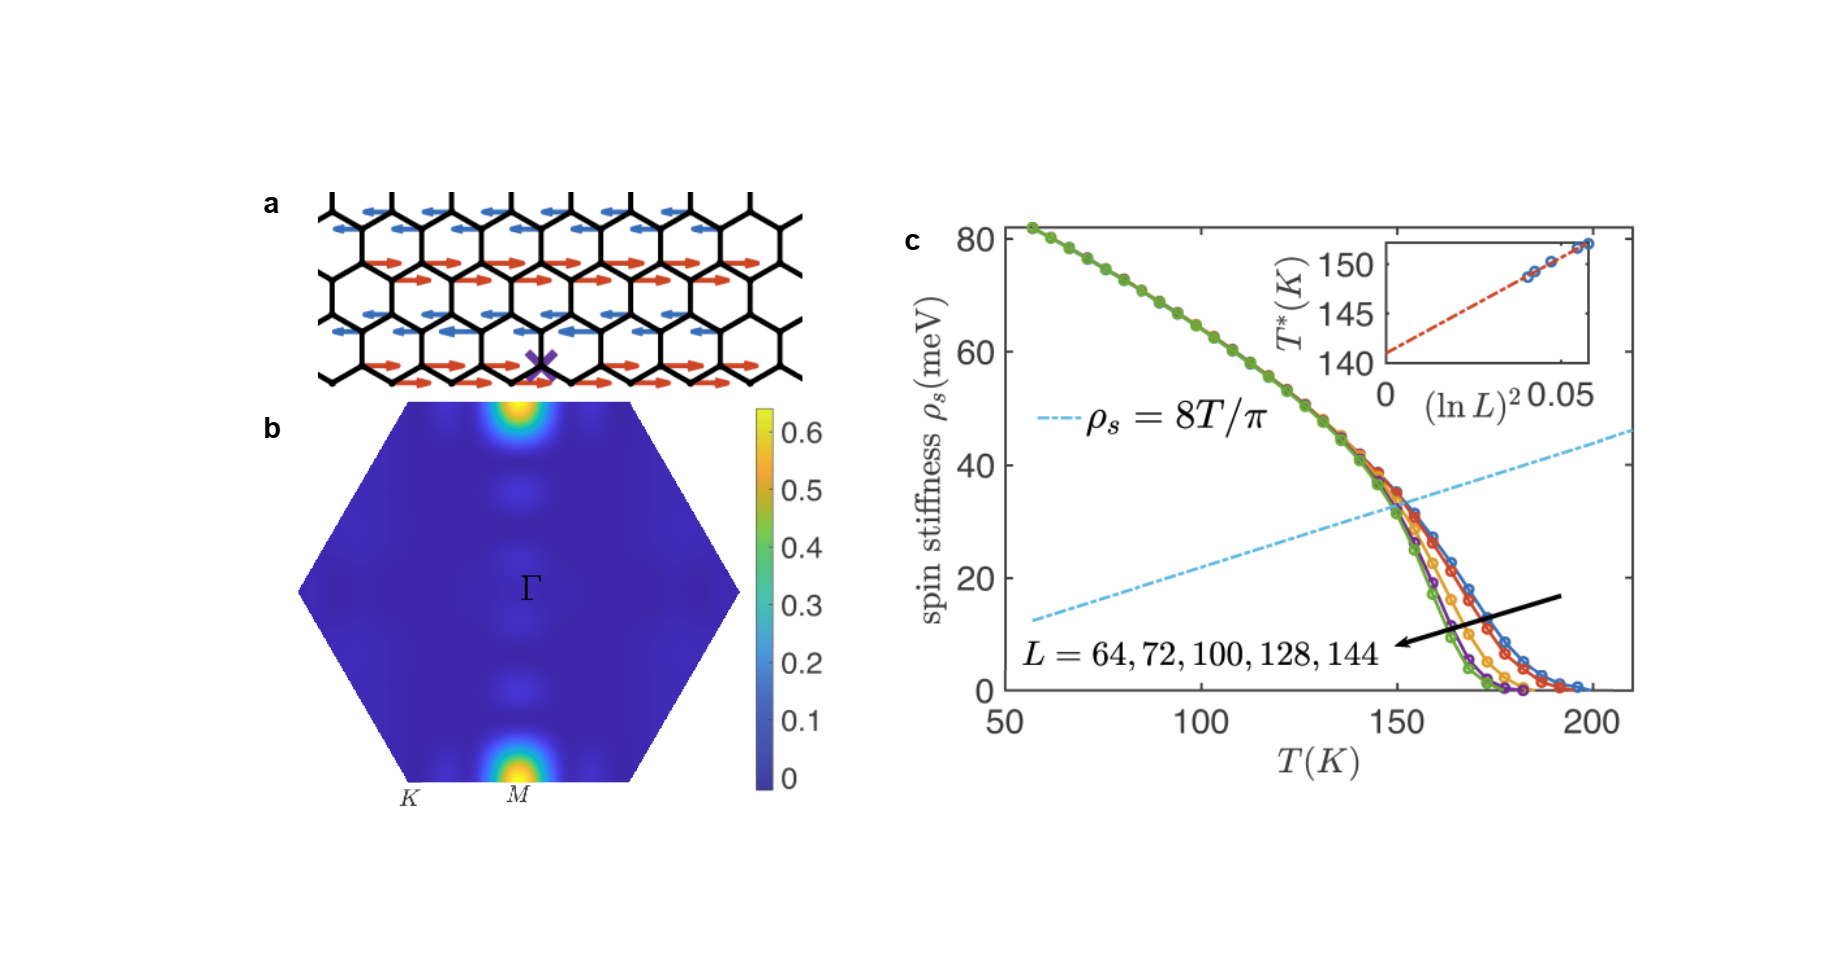 a
b
0.6
0.5
0.4
0.3
0.2
0.1
0
Γ
K
M
c
spin stiffness ρₛ(meV)
80
60
40
20
0
50
100
150
200
T(K)
ρₛ = 8T/π
L = 64, 72, 100, 128, 144
T*(K)
150
145
140
0
(ln L)²
0.05